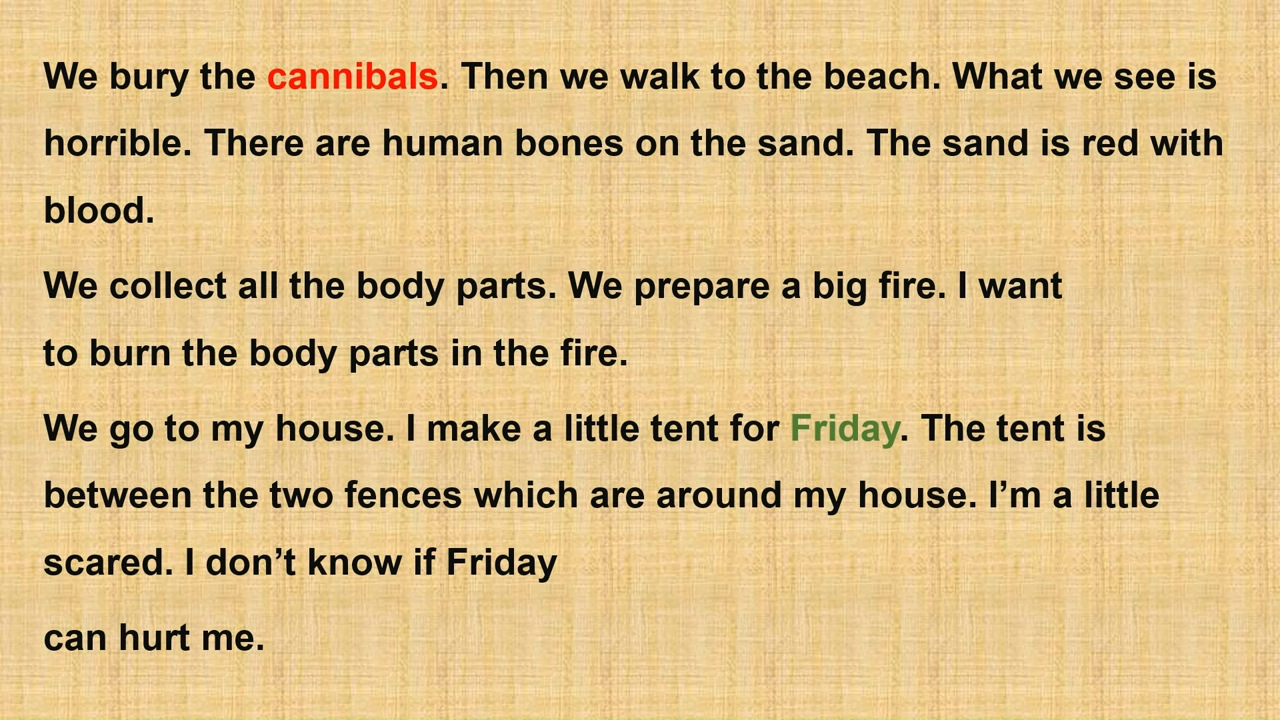 We bury the cannibals. Then we walk to the beach. What we see is
horrible. There are human bones on the sand. The sand is red with
blood.
We collect all the body parts. We prepare a big fire. I want
to burn the body parts in the fire.
We go to my house. I make a little tent for Friday. The tent is
between the two fences which are around my house. I’m a little
scared. I don’t know if Friday
can hurt me.